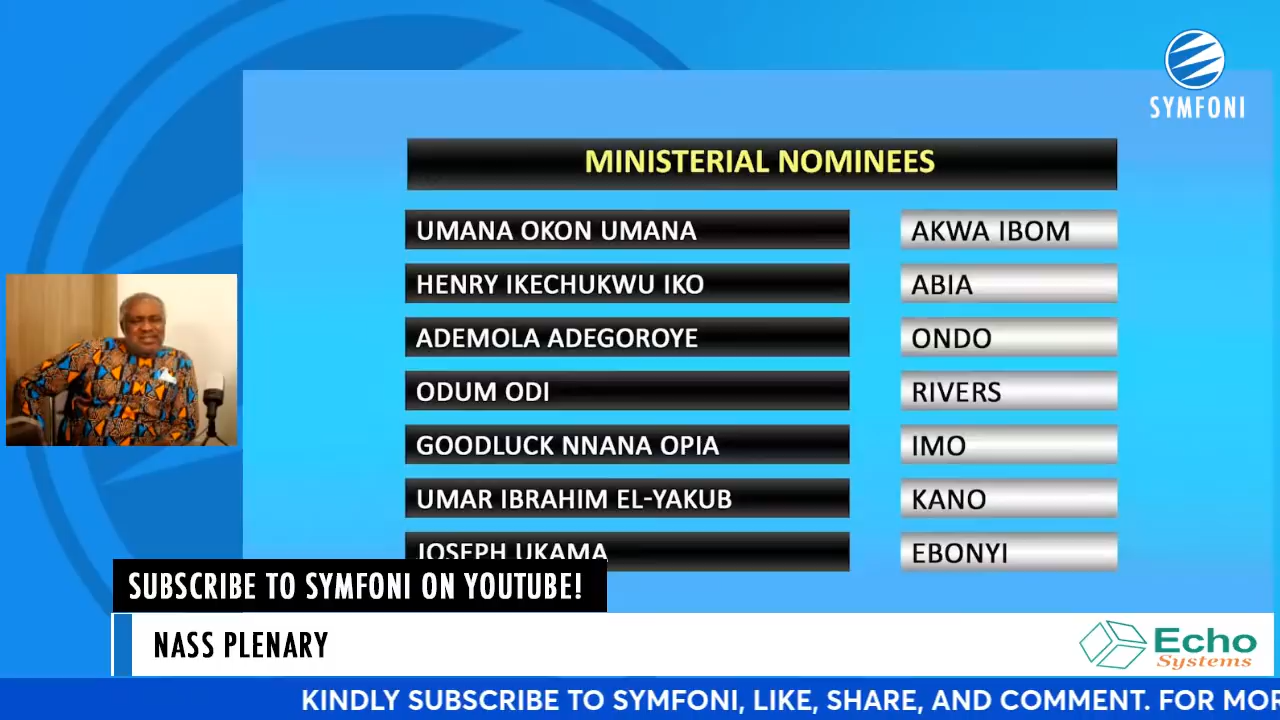 SYMFONI
MINISTERIAL NOMINEES
UMANA OKON UMANA AKWA IBOM
HENRY IKECHUKWU IKO ABIA
ADEMOLA ADEGOROYE ONDO
ODUM ODI RIVERS
GOODLUCK NNANA OPIA IMO
UMAR IBRAHIM EL-YAKUB KANO
JOSEPH UKAMA EBONYI
SUBSCRIBE TO SYMFONI ON YOUTUBE!
NASS PLENARY
Echo
Systems
KINDLY SUBSCRIBE TO SYMFONI, LIKE, SHARE, AND COMMENT. FOR MOR